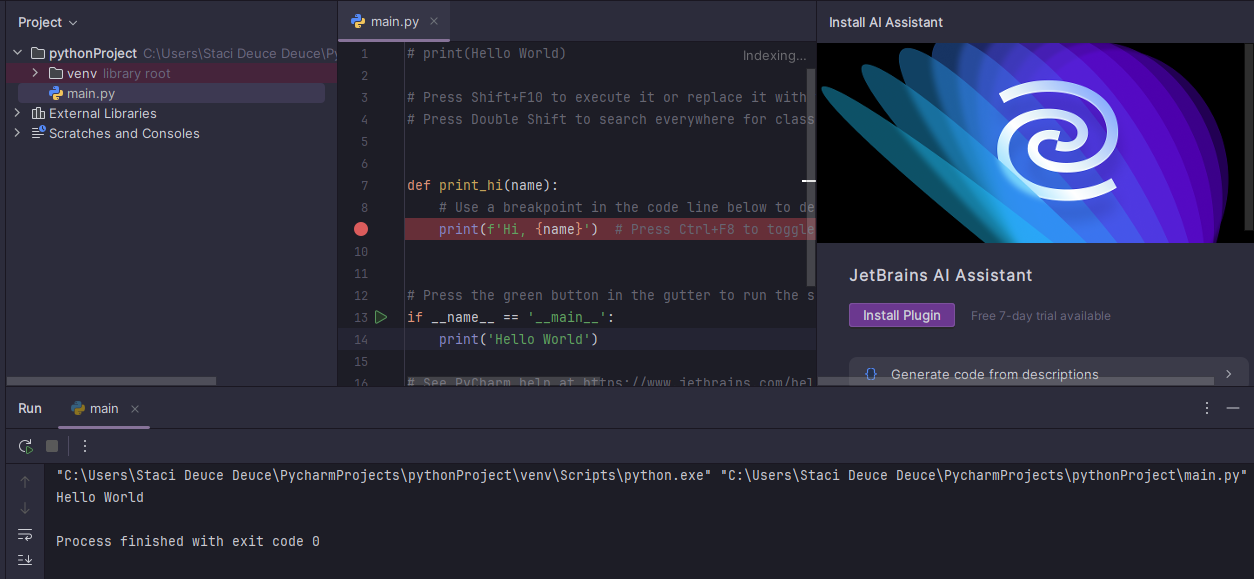 Project
pythonProject C:\Users\Staci Deuce Deuce\Py
venv library root
main.py
External Libraries
Scratches and Consoles
main.py
Indexing...
1 # print(Hello World)
2
3 # Press Shift+F10 to execute it or replace it with
4 # Press Double Shift to search everywhere for class
5
6
7 def print_hi(name):
8 # Use a breakpoint in the code line below to de
print(f'Hi, {name}') # Press Ctrl+F8 to toggle
10
11
12 # Press the green button in the gutter to run the s
13 if __name__ == '__main__':
14 print('Hello World')
15
16 # See PyCharm help at https://www.jetbrains.com/hel
Install AI Assistant
JetBrains AI Assistant
Install Plugin Free 7-day trial available
{} Generate code from descriptions
Run main
"C:\Users\Staci Deuce Deuce\PycharmProjects\pythonProject\venv\Scripts\python.exe" "C:\Users\Staci Deuce Deuce\PycharmProjects\pythonProject\main.py"
Hello World
Process finished with exit code 0